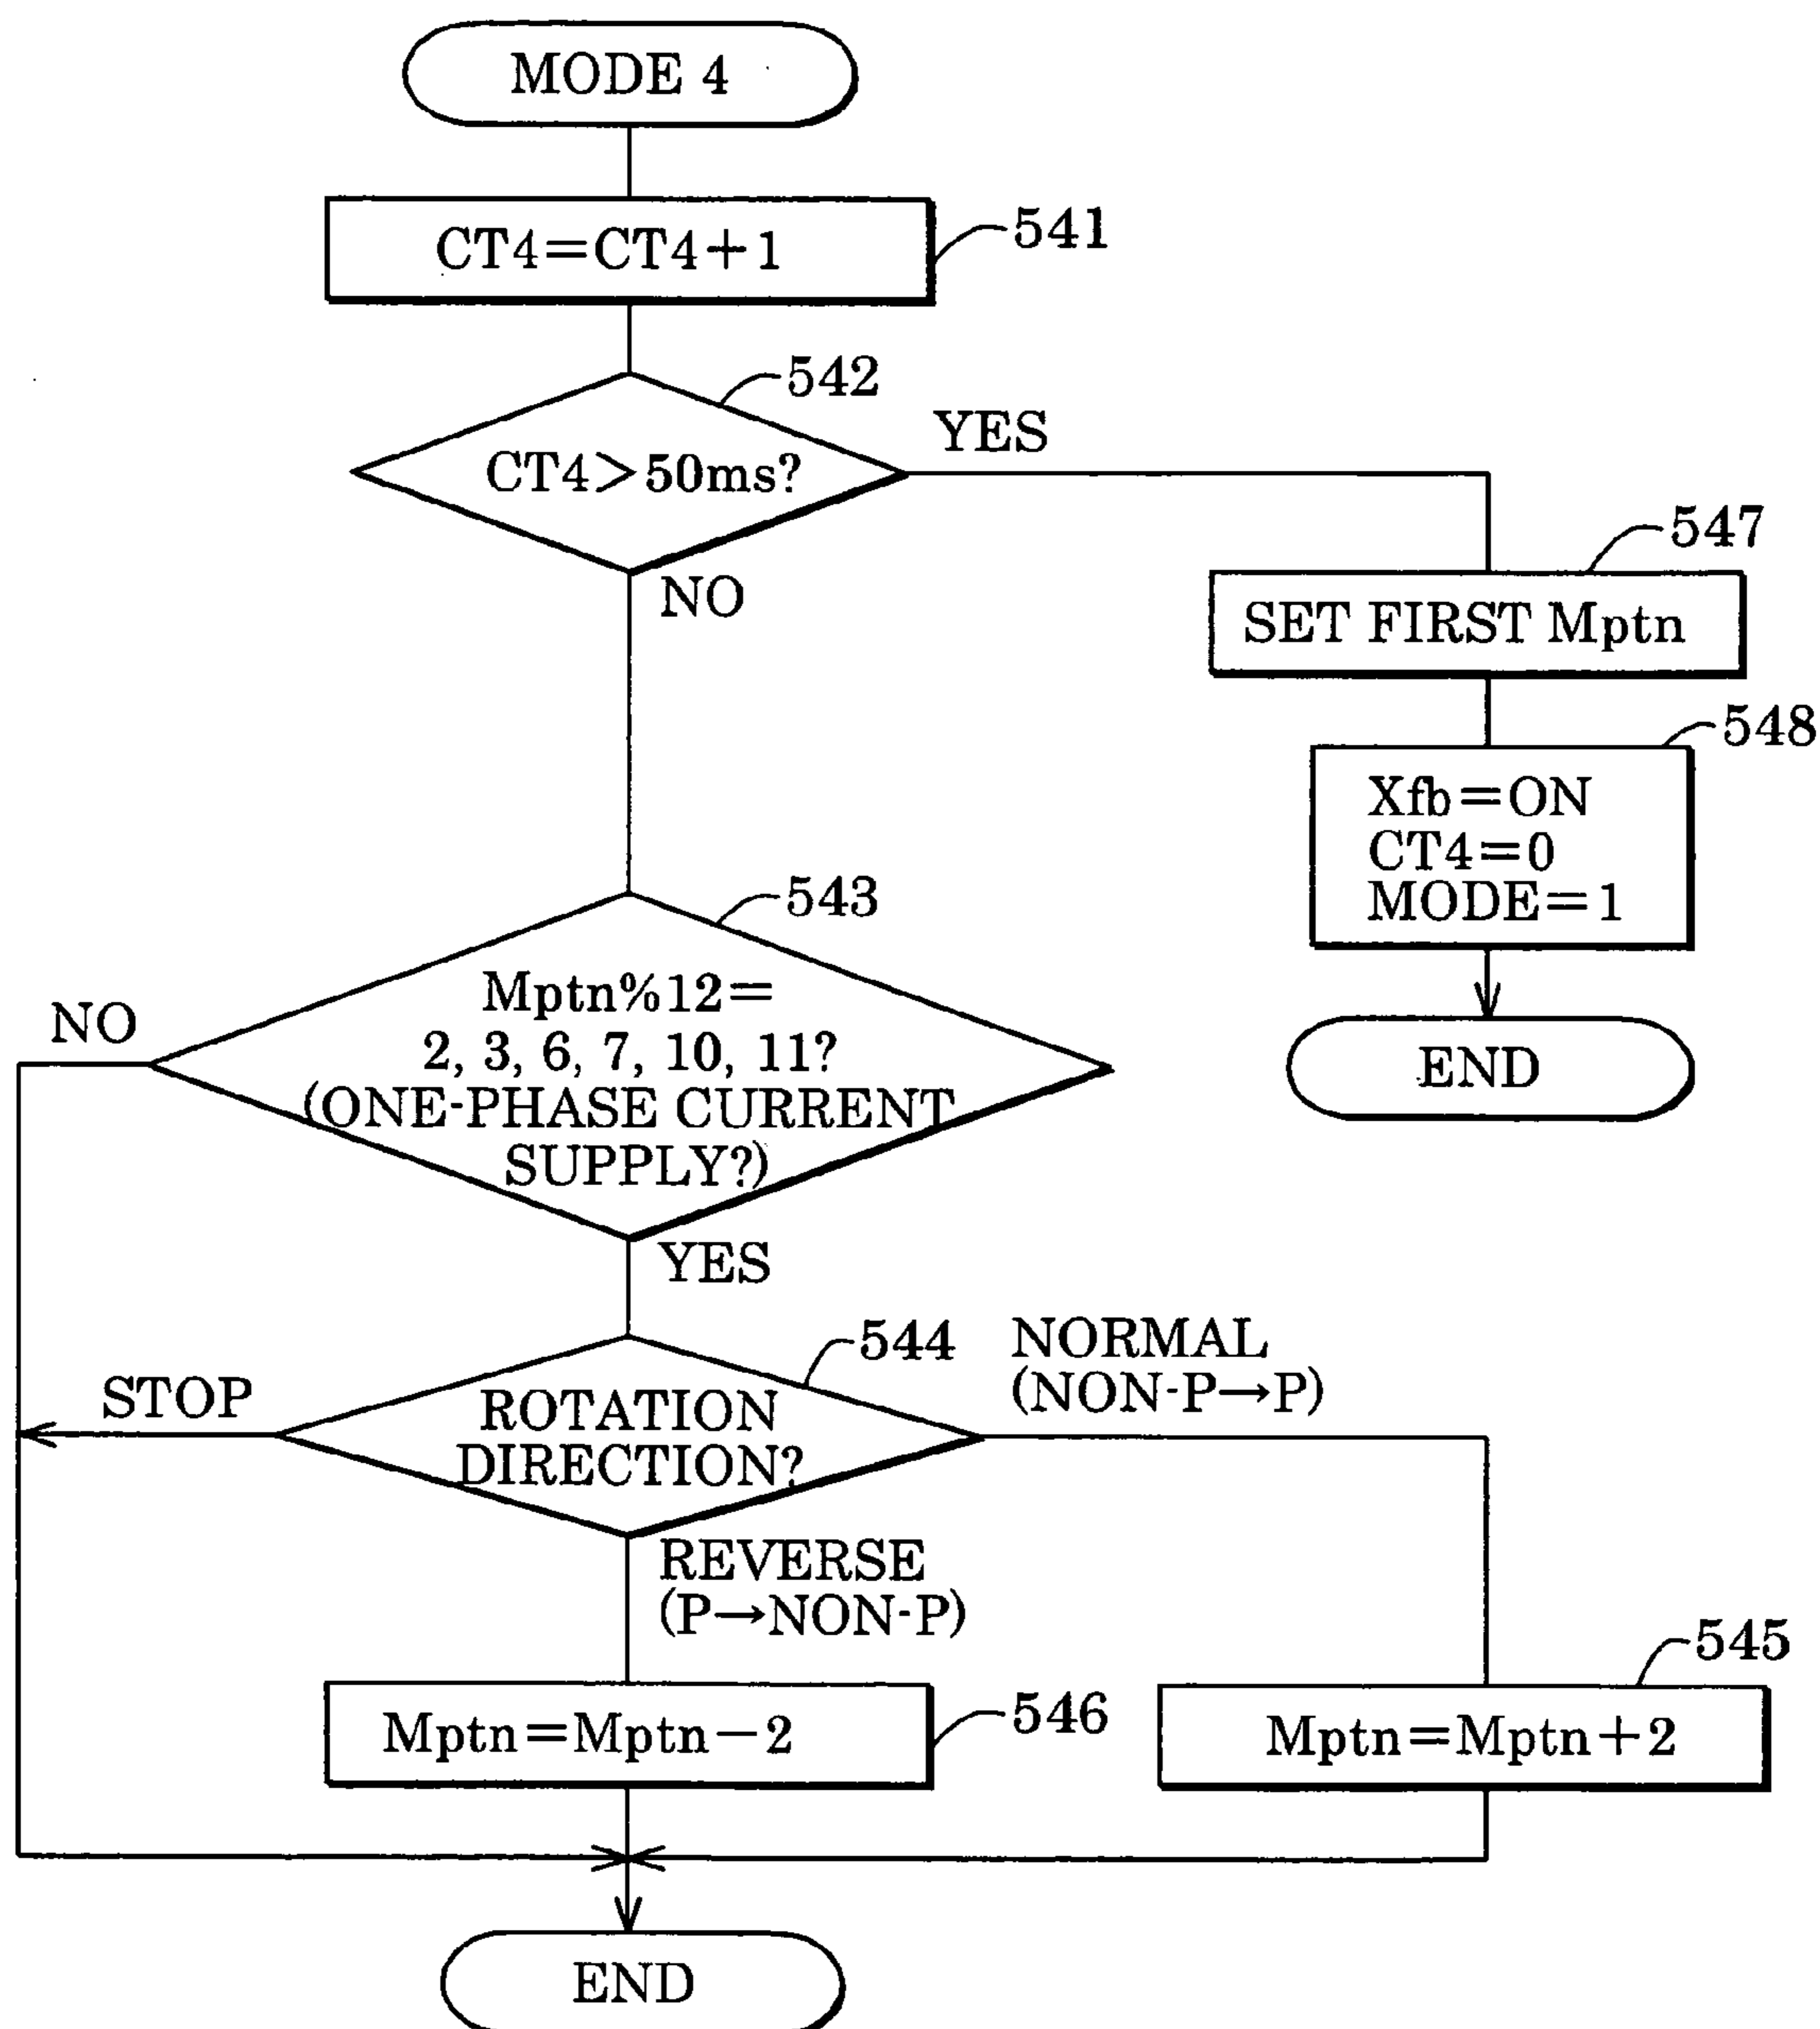 MODE 4
CT4=CT4+1
541
542
CT4>50ms?
YES
NO
547
SET FIRST Mptn
548
Xfb=ON
CT4=0
MODE=1
END
543
Mptn%12=
2, 3, 6, 7, 10, 11?
(ONE-PHASE CURRENT
SUPPLY?)
NO
YES
544
ROTATION
DIRECTION?
STOP
NORMAL
(NON-P→P)
REVERSE
(P→NON-P)
545
Mptn=Mptn+2
546
Mptn=Mptn−2
END